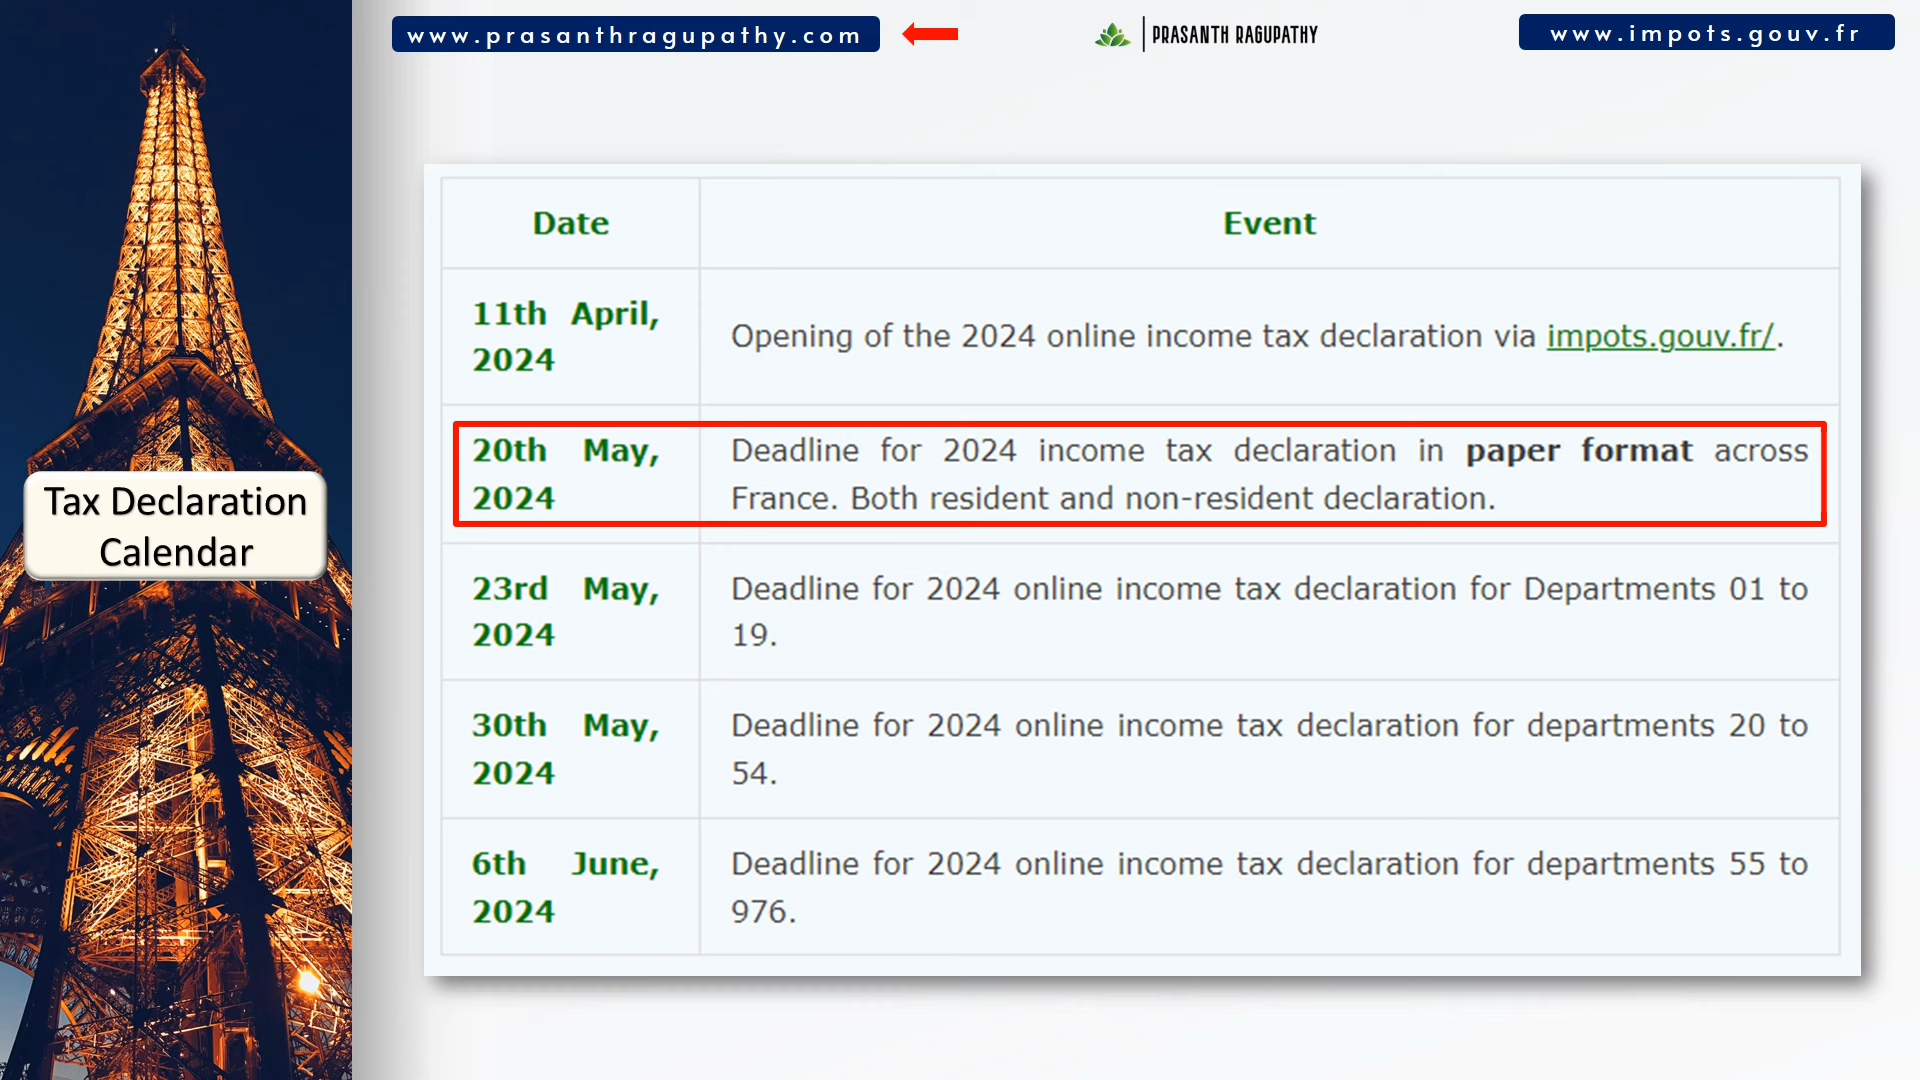 www.prasanthragupathy.com
PRASANTH RAGUPATHY
www.impots.gouv.fr
Tax Declaration
Calendar
Date
Event
11th April,
2024
Opening of the 2024 online income tax declaration via impots.gouv.fr/.
20th May,
2024
Deadline for 2024 income tax declaration in paper format across
France. Both resident and non-resident declaration.
23rd May,
2024
Deadline for 2024 online income tax declaration for Departments 01 to
19.
30th May,
2024
Deadline for 2024 online income tax declaration for departments 20 to
54.
6th June,
2024
Deadline for 2024 online income tax declaration for departments 55 to
976.